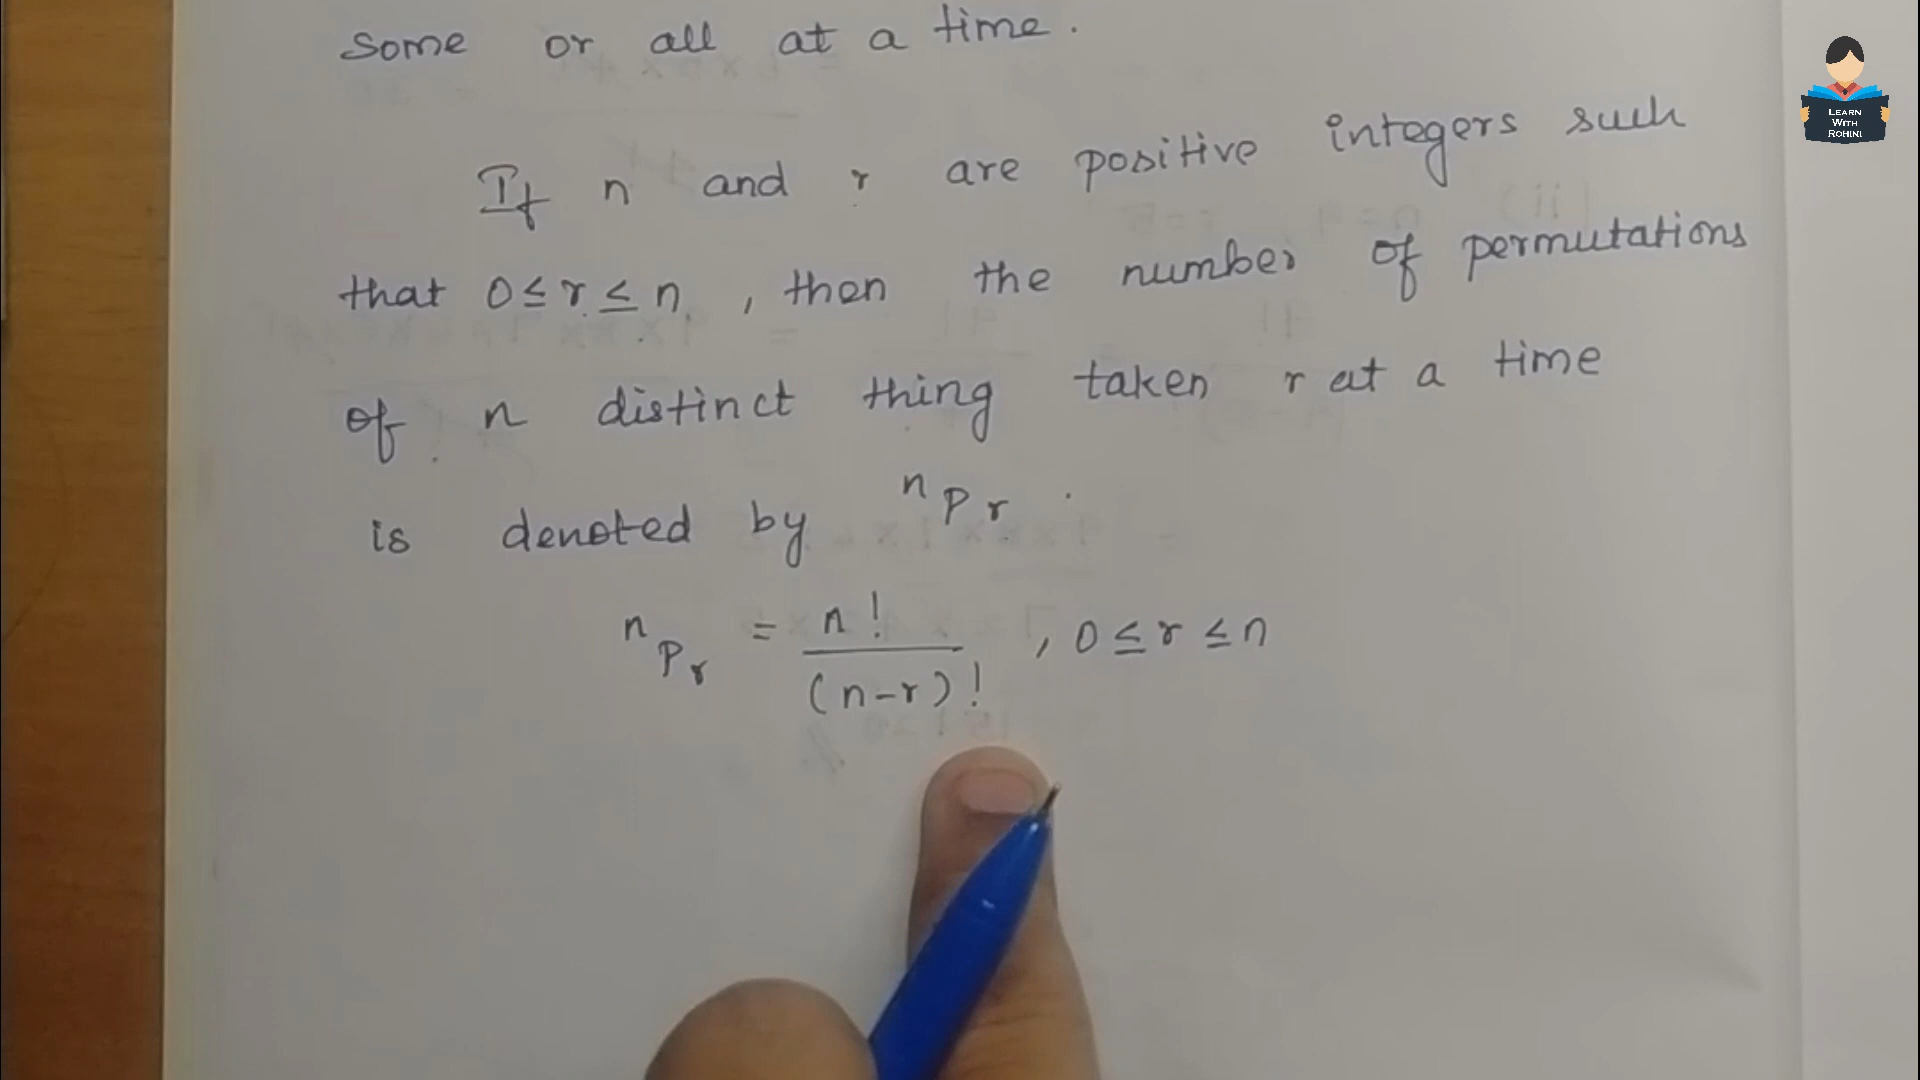 some or all at a time.
If n and r are positive integers such
that 0 ≤ r ≤ n , then the number of permutations
of n distinct thing taken r at a time
is denoted by ⁿPᵣ .
ⁿPᵣ = n! / (n-r)! , 0 ≤ r ≤ n
LEARN
WITH
ROHINI